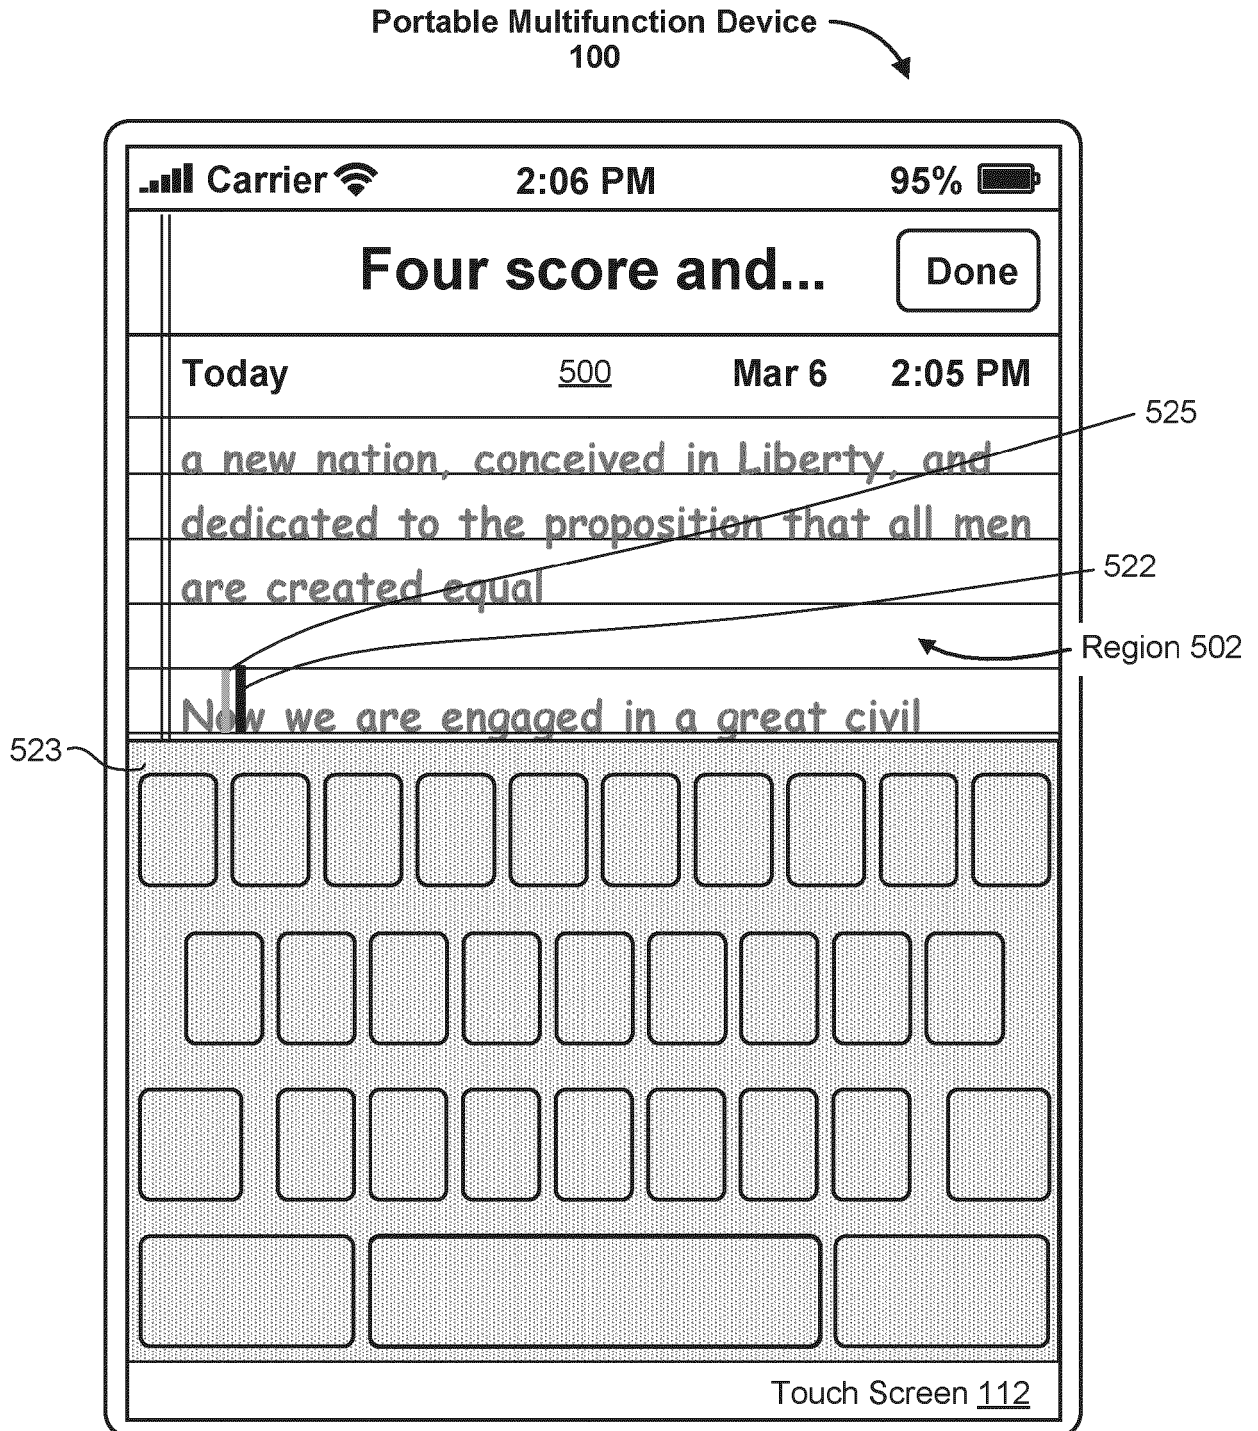 Portable Multifunction Device
100
Carrier 2:06 PM 95%
Four score and... Done
Today 500 Mar 6 2:05 PM
525
a new nation, conceived in Liberty, and
dedicated to the proposition that all men
522
are created equal
Region 502
Now we are engaged in a great civil
523
Touch Screen 112